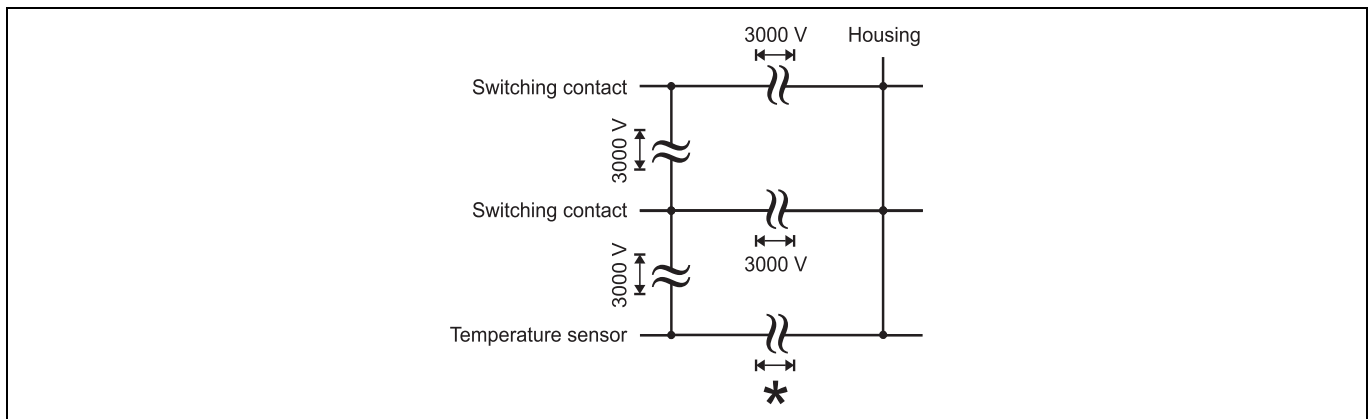 3000 V
Housing
Switching contact
3000 V
Switching contact
3000 V
3000 V
Temperature sensor
*